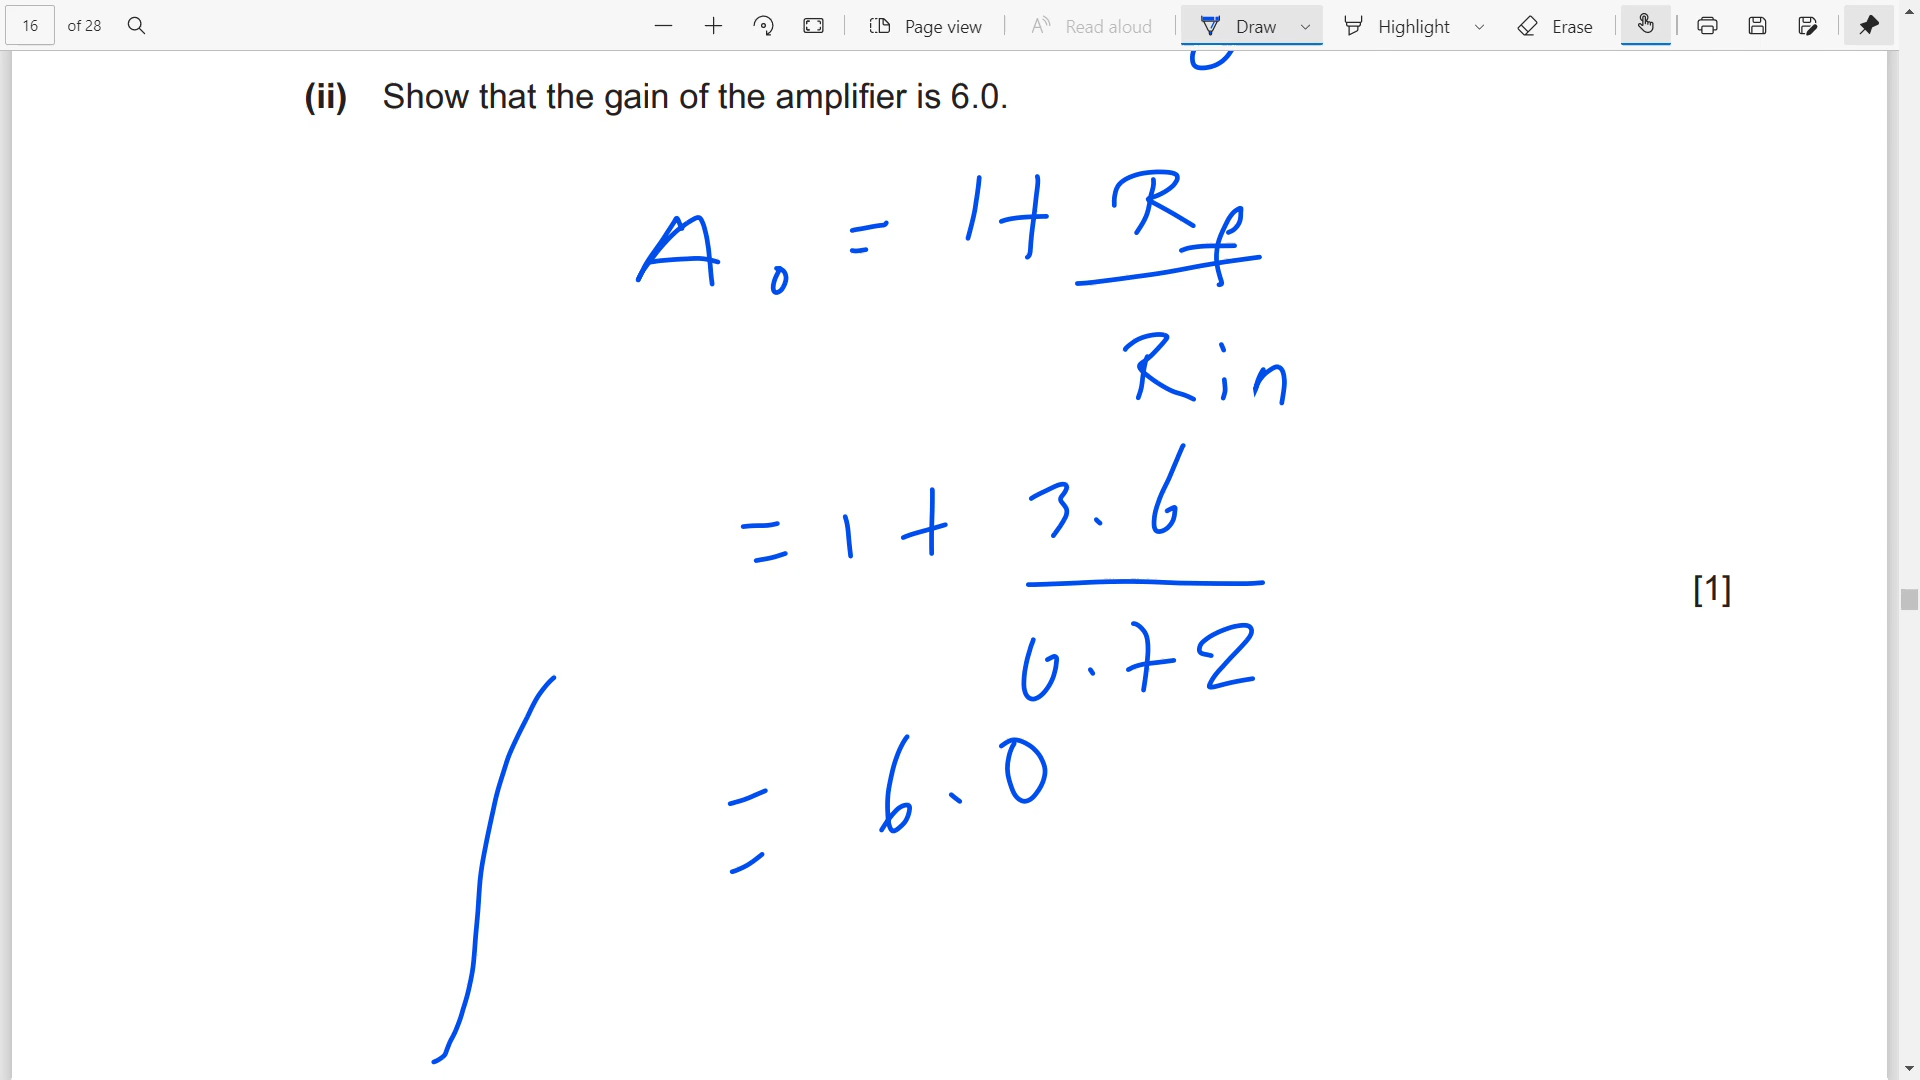 16 of 28 Page view Read aloud Draw Highlight Erase
(ii) Show that the gain of the amplifier is 6.0.
A₀ = 1 + Rf
Rin
= 1 + 3.6
0.72
[1]
= 6.0